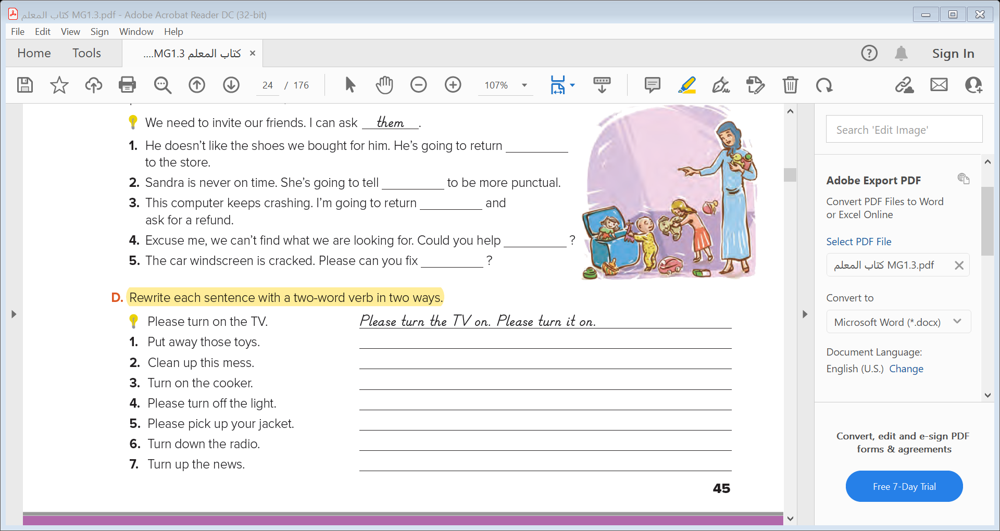 كتاب المعلم MG1.3.pdf - Adobe Acrobat Reader DC (32-bit)
File Edit View Sign Window Help
Home Tools كتاب المعلم MG1.3.... × Sign In
24 / 176 107%
We need to invite our friends. I can ask them.
1. He doesn't like the shoes we bought for him. He's going to return __________
to the store.
2. Sandra is never on time. She's going to tell __________ to be more punctual.
3. This computer keeps crashing. I'm going to return __________ and
ask for a refund.
4. Excuse me, we can't find what we are looking for. Could you help __________ ?
5. The car windscreen is cracked. Please can you fix __________ ?
D. Rewrite each sentence with a two-word verb in two ways.
Please turn on the TV. Please turn the TV on. Please turn it on.
1. Put away those toys.
2. Clean up this mess.
3. Turn on the cooker.
4. Please turn off the light.
5. Please pick up your jacket.
6. Turn down the radio.
7. Turn up the news.
45
Search 'Edit Image'
Adobe Export PDF
Convert PDF Files to Word
or Excel Online
Select PDF File
كتاب المعلم MG1.3.pdf
Convert to
Microsoft Word (*.docx)
Document Language:
English (U.S.) Change
Convert, edit and e-sign PDF
forms & agreements
Free 7-Day Trial